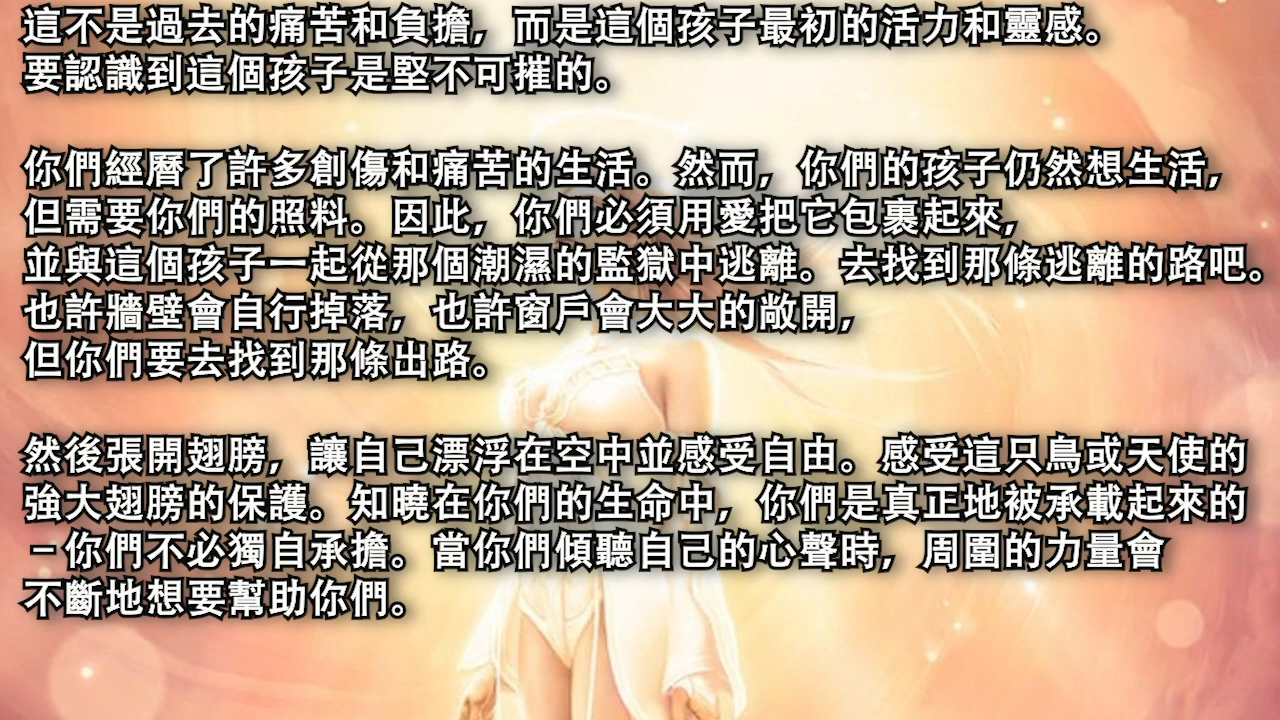 這不是過去的痛苦和負擔，而是這個孩子最初的活力和靈感。
要認識到這個孩子是堅不可摧的。
你們經曆了許多創傷和痛苦的生活。然而，你們的孩子仍然想生活，
但需要你們的照料。因此，你們必須用愛把它包裹起來，
並與這個孩子一起從那個潮濕的監獄中逃離。去找到那條逃離的路吧。
也許牆壁會自行掉落，也許窗戶會大大的敞開，
但你們要去找到那條出路。
然後張開翅膀，讓自己漂浮在空中並感受自由。感受這只鳥或天使的
強大翅膀的保護。知曉在你們的生命中，你們是真正地被承載起來的
－你們不必獨自承擔。當你們傾聽自己的心聲時，周圍的力量會
不斷地想要幫助你們。